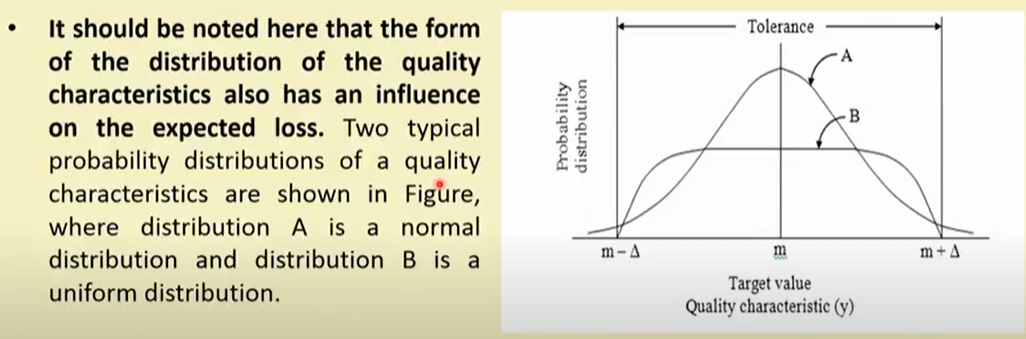 • It should be noted here that the form
of the distribution of the quality
characteristics also has an influence
on the expected loss. Two typical
probability distributions of a quality
characteristics are shown in Figure,
where distribution A is a normal
distribution and distribution B is a
uniform distribution.
Tolerance
A
B
Probability
distribution
m – Δ
m
m + Δ
Target value
Quality characteristic (y)